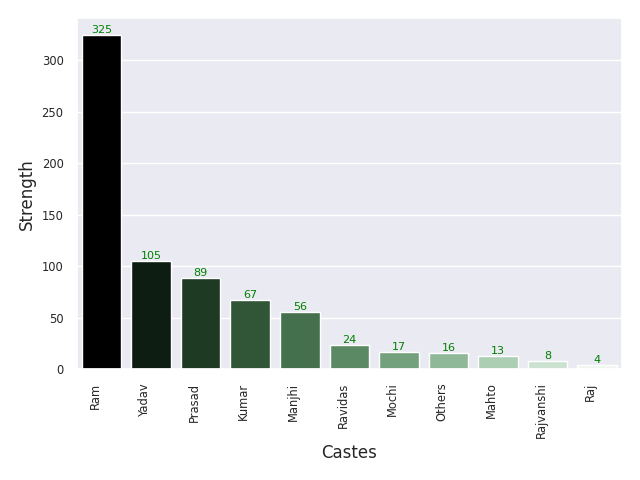 325
300
250
200
150
100
50
0
Strength
105
89
67
56
24
17
16
13
8
4
Ram
Yadav
Prasad
Kumar
Manjhi
Ravidas
Mochi
Others
Mahto
Rajvanshi
Raj
Castes